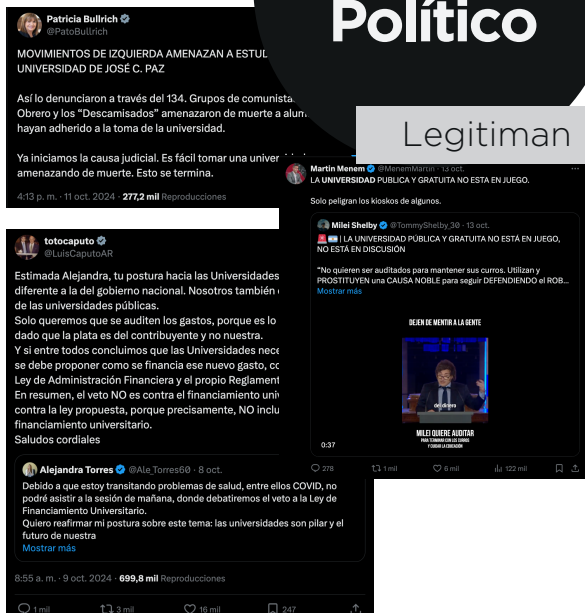 Político
Legitiman
Patricia Bullrich
@PatoBullrich
MOVIMIENTOS DE IZQUIERDA AMENAZAN A
UNIVERSIDAD DE JOSÉ C. PAZ
Así lo denunciaron a través del 134. Grupos de
Obrero y los “Descamisados” amenazaron de muerte a
hayan adherido a la toma de la universidad.
Ya iniciamos la causa judicial. Es fácil tomar una
amenazando de muerte. Esto se termina.
4:13 p. m. · 11 oct. 2024 · 277,2 mil Reproducciones
Martin Menem @MenemMartin · 13 oct.
LA UNIVERSIDAD PUBLICA Y GRATUITA NO ESTA EN JUEGO.
Solo peligran los kioskos de algunos.
Milei Shelby @TommyShelby_30 · 13 oct.
| LA UNIVERSIDAD PÚBLICA Y GRATUITA NO ESTÁ EN JUEGO,
NO ESTÁ EN DISCUSIÓN
“No quieren ser auditados para mantener sus curros. Utilizan y
PROSTITUYEN una CAUSA NOBLE para seguir DEFENDIENDO el ROB...
Mostrar más
DEJEN DE MENTIR A LA GENTE
del dinero
MILEI QUIERE AUDITAR
PARA TERMINAR CON LOS CURROS
Y CUIDAR LA EDUCACIÓN
0:37
278 1 mil 6 mil 122 mil
totocaputo
@LuisCaputoAR
Estimada Alejandra, tu postura hacia las Universidades
diferente a la del gobierno nacional. Nosotros también
de las universidades públicas.
Solo queremos que se auditen los gastos, porque es lo
dado que la plata es del contribuyente y no nuestra.
Y si entre todos concluimos que las Universidades
se debe proponer como se financia ese nuevo gasto,
Ley de Administración Financiera y el propio
En resumen, el veto NO es contra el financiamiento
contra la ley propuesta, porque precisamente, NO
financiamiento universitario.
Saludos cordiales
Alejandra Torres @Ale_Torres60 · 8 oct.
Debido a que estoy transitando problemas de salud, entre ellos COVID, no
podré asistir a la sesión de mañana, donde debatiremos el veto a la Ley de
Financiamiento Universitario.
Quiero reafirmar mi postura sobre este tema: las universidades son pilar y el
futuro de nuestra
Mostrar más
8:55 a. m. · 9 oct. 2024 · 699,8 mil Reproducciones
1 mil 3 mil 16 mil 247